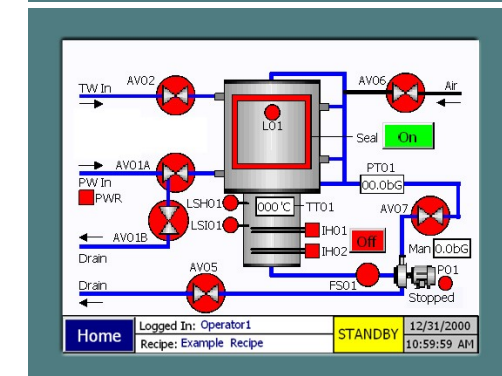 AV02
AV06
TW In
Air
LO1
Seal
On
AV01A
PT01
PW In
00.0bG
PWR
LSH01
000 °C
TT01
AV07
LSI01
IH01
AV01B
IH02
Off
Man
0.0bG
Drain
AV05
Drain
FS01
P01
Stopped
Home
Logged In: Operator1
STANDBY
12/31/2000
Recipe: Example Recipe
10:59:59 AM